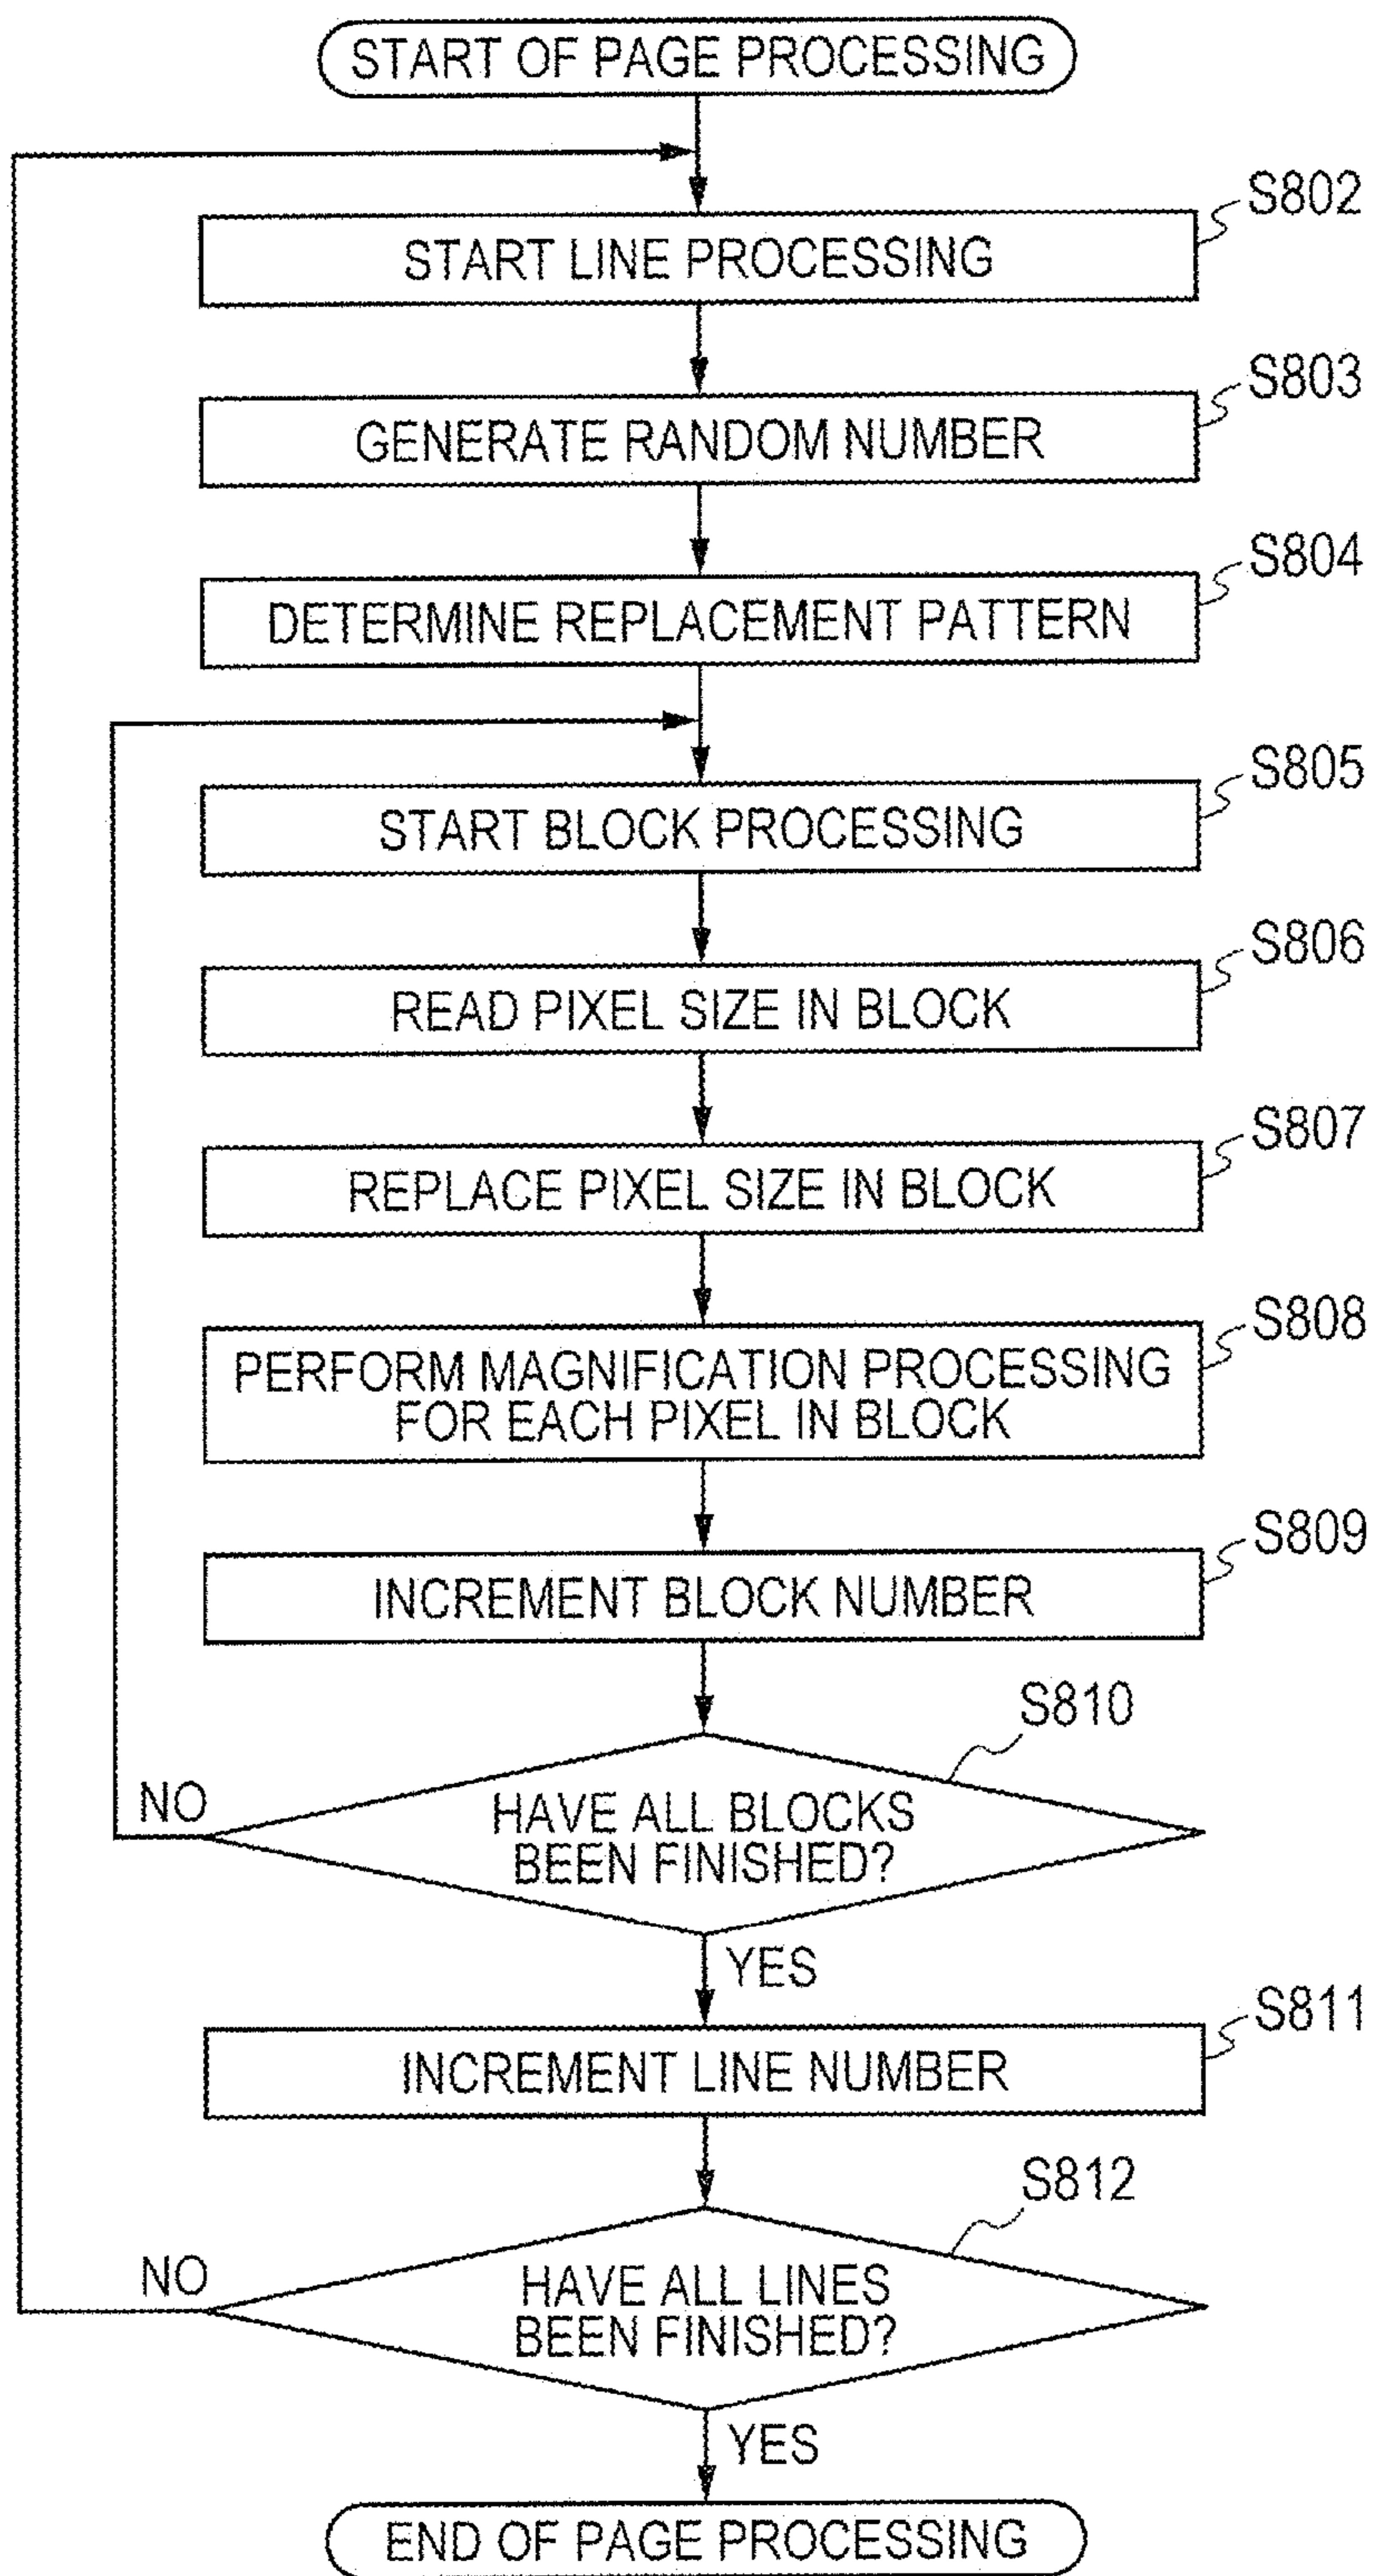 START OF PAGE PROCESSING
S802
START LINE PROCESSING
S803
GENERATE RANDOM NUMBER
S804
DETERMINE REPLACEMENT PATTERN
S805
START BLOCK PROCESSING
S806
READ PIXEL SIZE IN BLOCK
S807
REPLACE PIXEL SIZE IN BLOCK
S808
PERFORM MAGNIFICATION PROCESSING
FOR EACH PIXEL IN BLOCK
S809
INCREMENT BLOCK NUMBER
S810
NO
HAVE ALL BLOCKS
BEEN FINISHED?
YES
S811
INCREMENT LINE NUMBER
S812
NO
HAVE ALL LINES
BEEN FINISHED?
YES
END OF PAGE PROCESSING